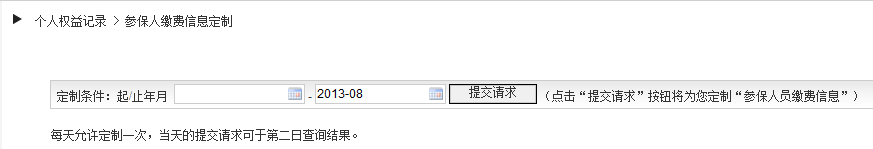 个人权益记录 > 参保人缴费信息定制
定制条件：起/止年月 - 2013-08 提交请求 （点击“提交请求”按钮将为您定制“参保人员缴费信息”）
每天允许定制一次，当天的提交请求可于第二日查询结果。